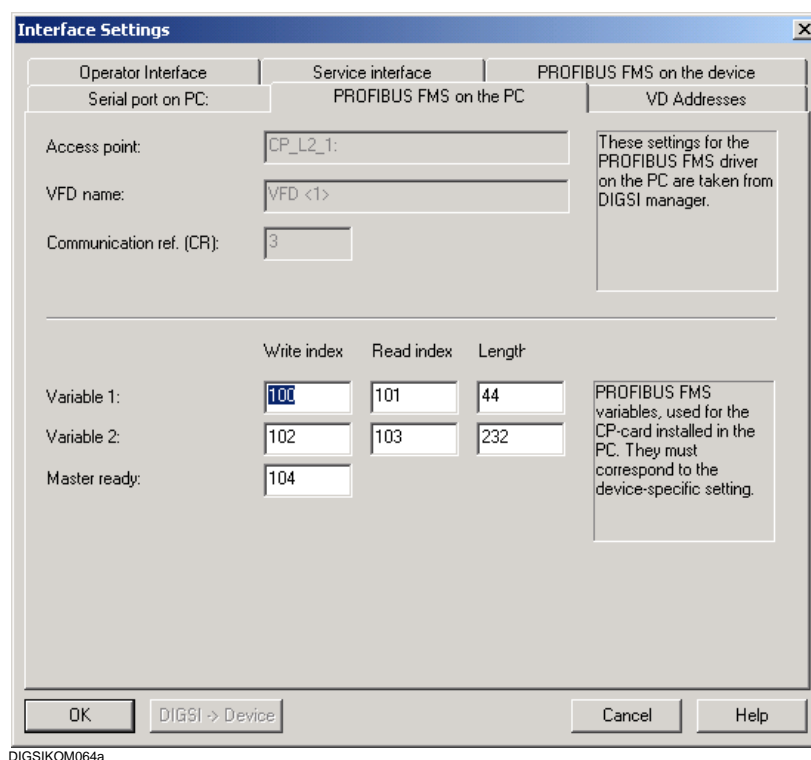 Interface Settings
Operator Interface
Service interface
PROFIBUS FMS on the device
Serial port on PC:
PROFIBUS FMS on the PC
VD Addresses
Access point:
CP_L2_1:
VFD name:
VFD <1>
Communication ref. (CR):
3
These settings for the
PROFIBUS FMS driver
on the PC are taken from
DIGSI manager.
Write index Read index Length
Variable 1: 100 101 44
Variable 2: 102 103 232
Master ready: 104
PROFIBUS FMS
variables, used for the
CP-card installed in the
PC. They must
correspond to the
device-specific setting.
OK
DIGSI -> Device
Cancel
Help
DIGSIKOM064a